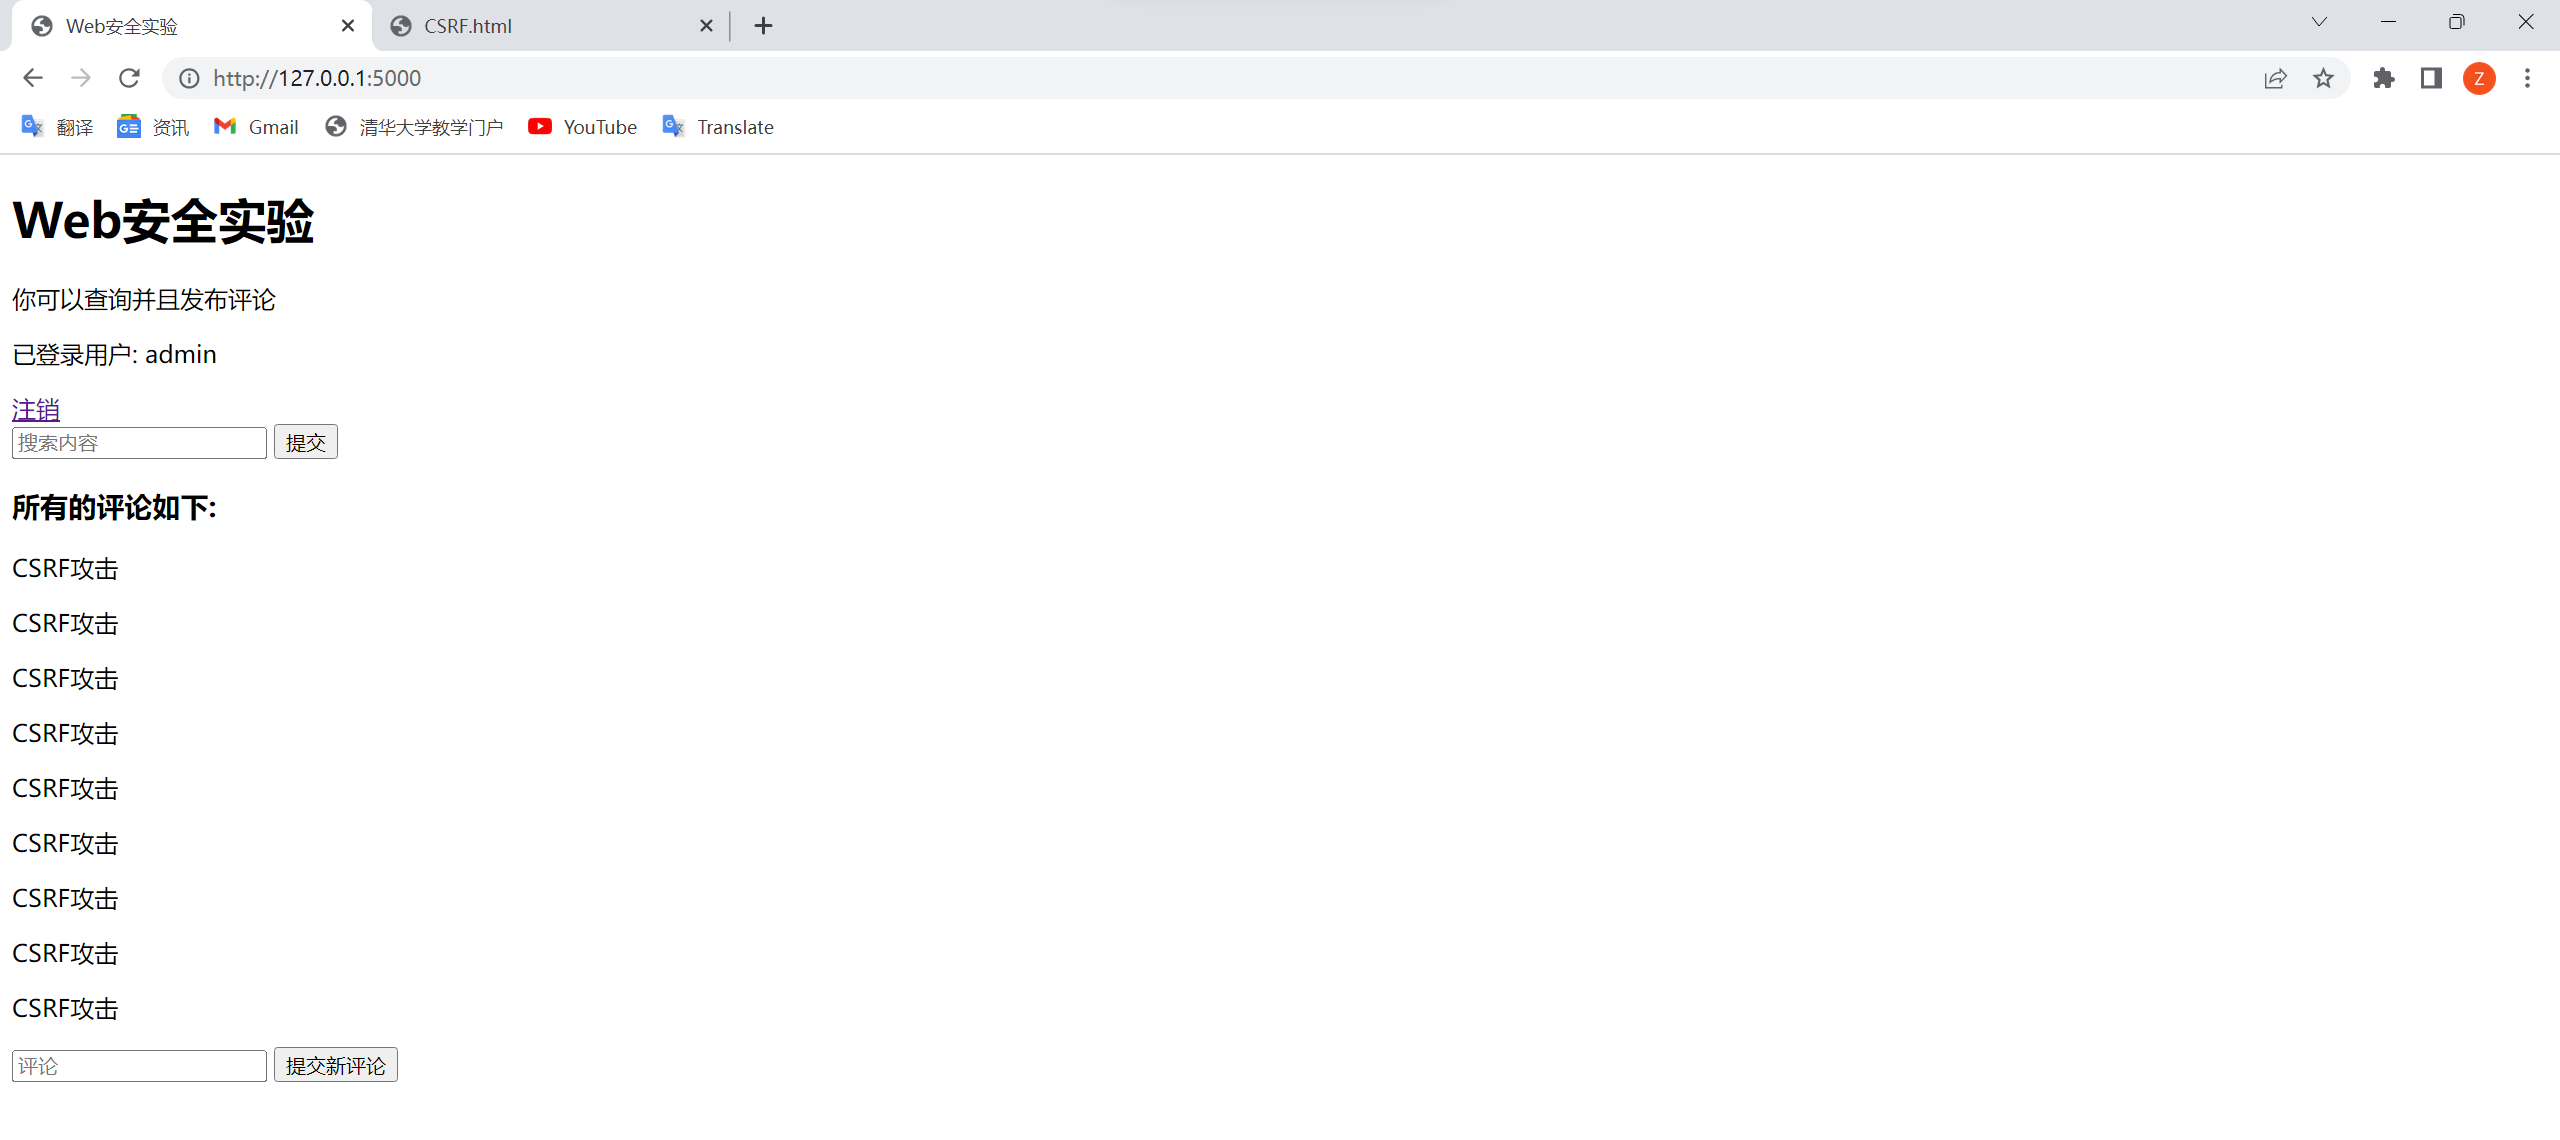 Web安全实验 CSRF.html
http://127.0.0.1:5000 Z
翻译 资讯 Gmail 清华大学教学门户 YouTube Translate
Web安全实验
你可以查询并且发布评论
已登录用户: admin
注销
搜索内容 提交
所有的评论如下:
CSRF攻击
CSRF攻击
CSRF攻击
CSRF攻击
CSRF攻击
CSRF攻击
CSRF攻击
CSRF攻击
CSRF攻击
评论 提交新评论